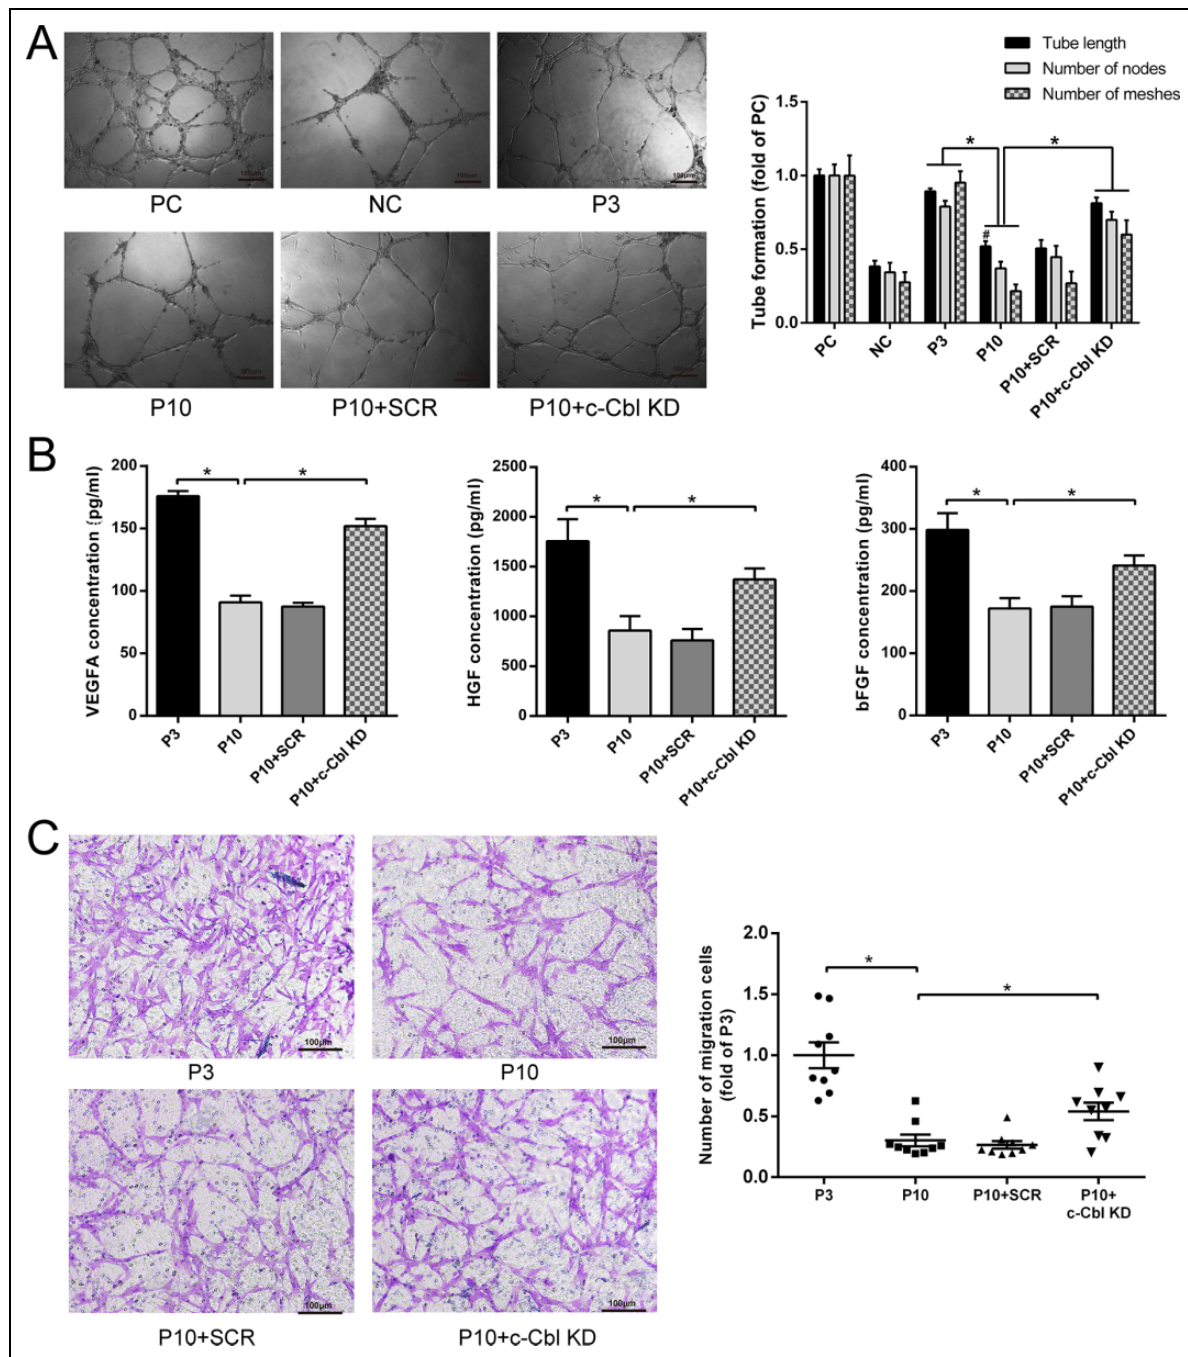 A
PC
NC
P3
100µm
100µm
100µm
P10
P10+SCR
P10+c-Cbl KD
100µm
100µm
100µm
Tube length
Number of nodes
Number of meshes
Tube formation (fold of PC)
1.5
1.0
0.5
0.0
*
*
#
PC
NC
P3
P10
P10+SCR
P10+c-Cbl KD
B
VEGFA concentration (pg/ml)
200
150
100
50
0
*
*
P3
P10
P10+SCR
P10+c-Cbl KD
HGF concentration (pg/ml)
2500
2000
1500
1000
500
0
*
*
P3
P10
P10+SCR
P10+c-Cbl KD
bFGF concentration (pg/ml)
400
300
200
100
0
*
*
P3
P10
P10+SCR
P10+c-Cbl KD
C
100µm
100µm
P3
P10
100µm
100µm
P10+SCR
P10+c-Cbl KD
Number of migration cells
(fold of P3)
2.0
1.5
1.0
0.5
0.0
*
*
P3
P10
P10+SCR
P10+
c-Cbl KD